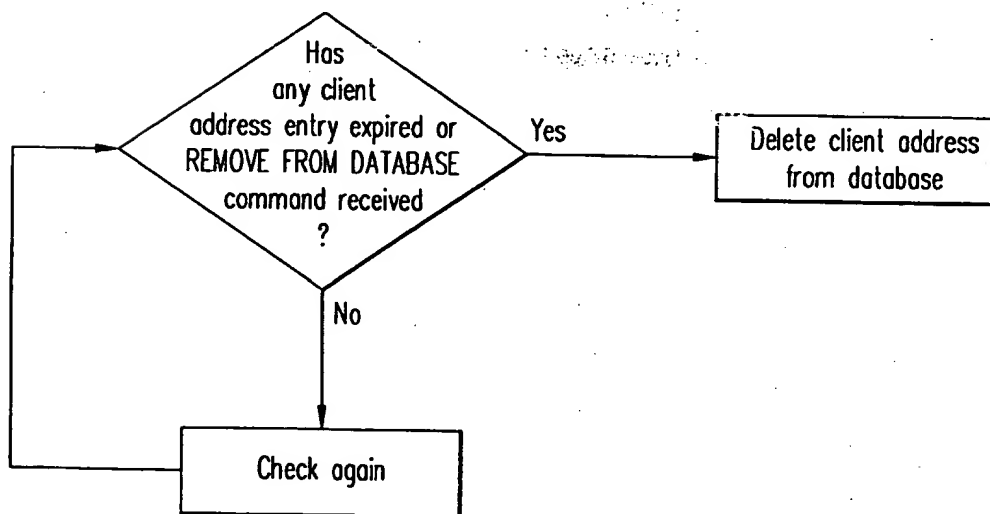 Has
any client
address entry expired or
REMOVE FROM DATABASE
command received
?
Yes
Delete client address
from database
No
Check again